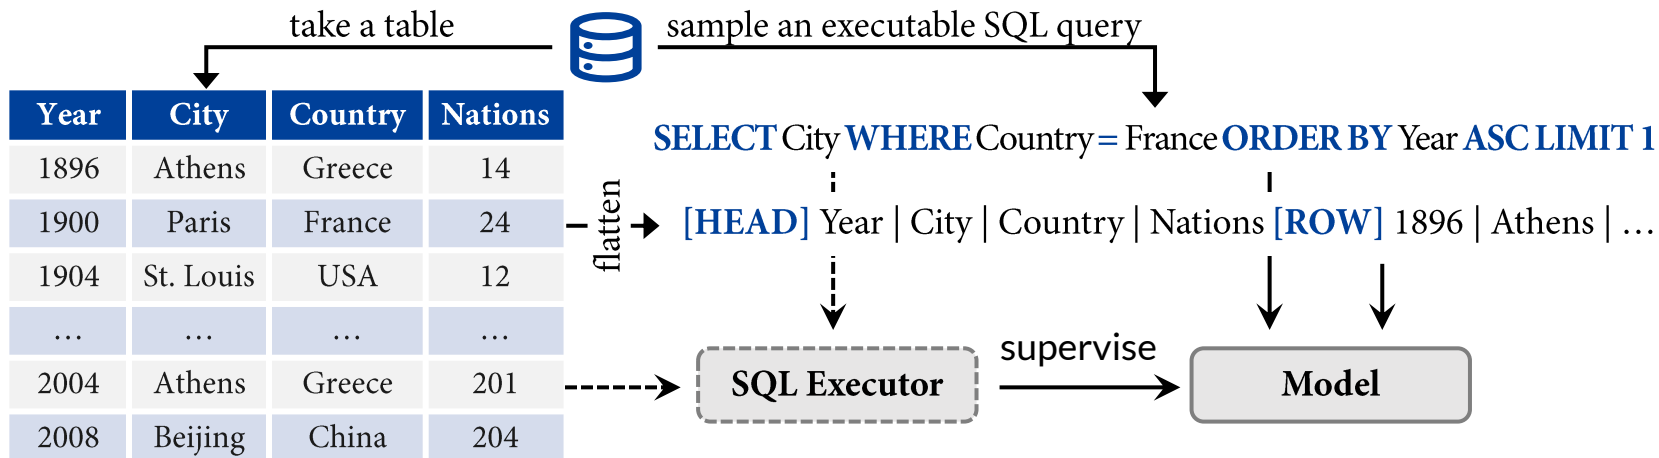 take a table
sample an executable SQL query
Year City Country Nations
1896 Athens Greece 14
1900 Paris France 24
1904 St. Louis USA 12
... ... ... ...
2004 Athens Greece 201
2008 Beijing China 204
flatten
SELECT City WHERE Country = France ORDER BY Year ASC LIMIT 1
[HEAD] Year | City | Country | Nations [ROW] 1896 | Athens | ...
SQL Executor
supervise
Model